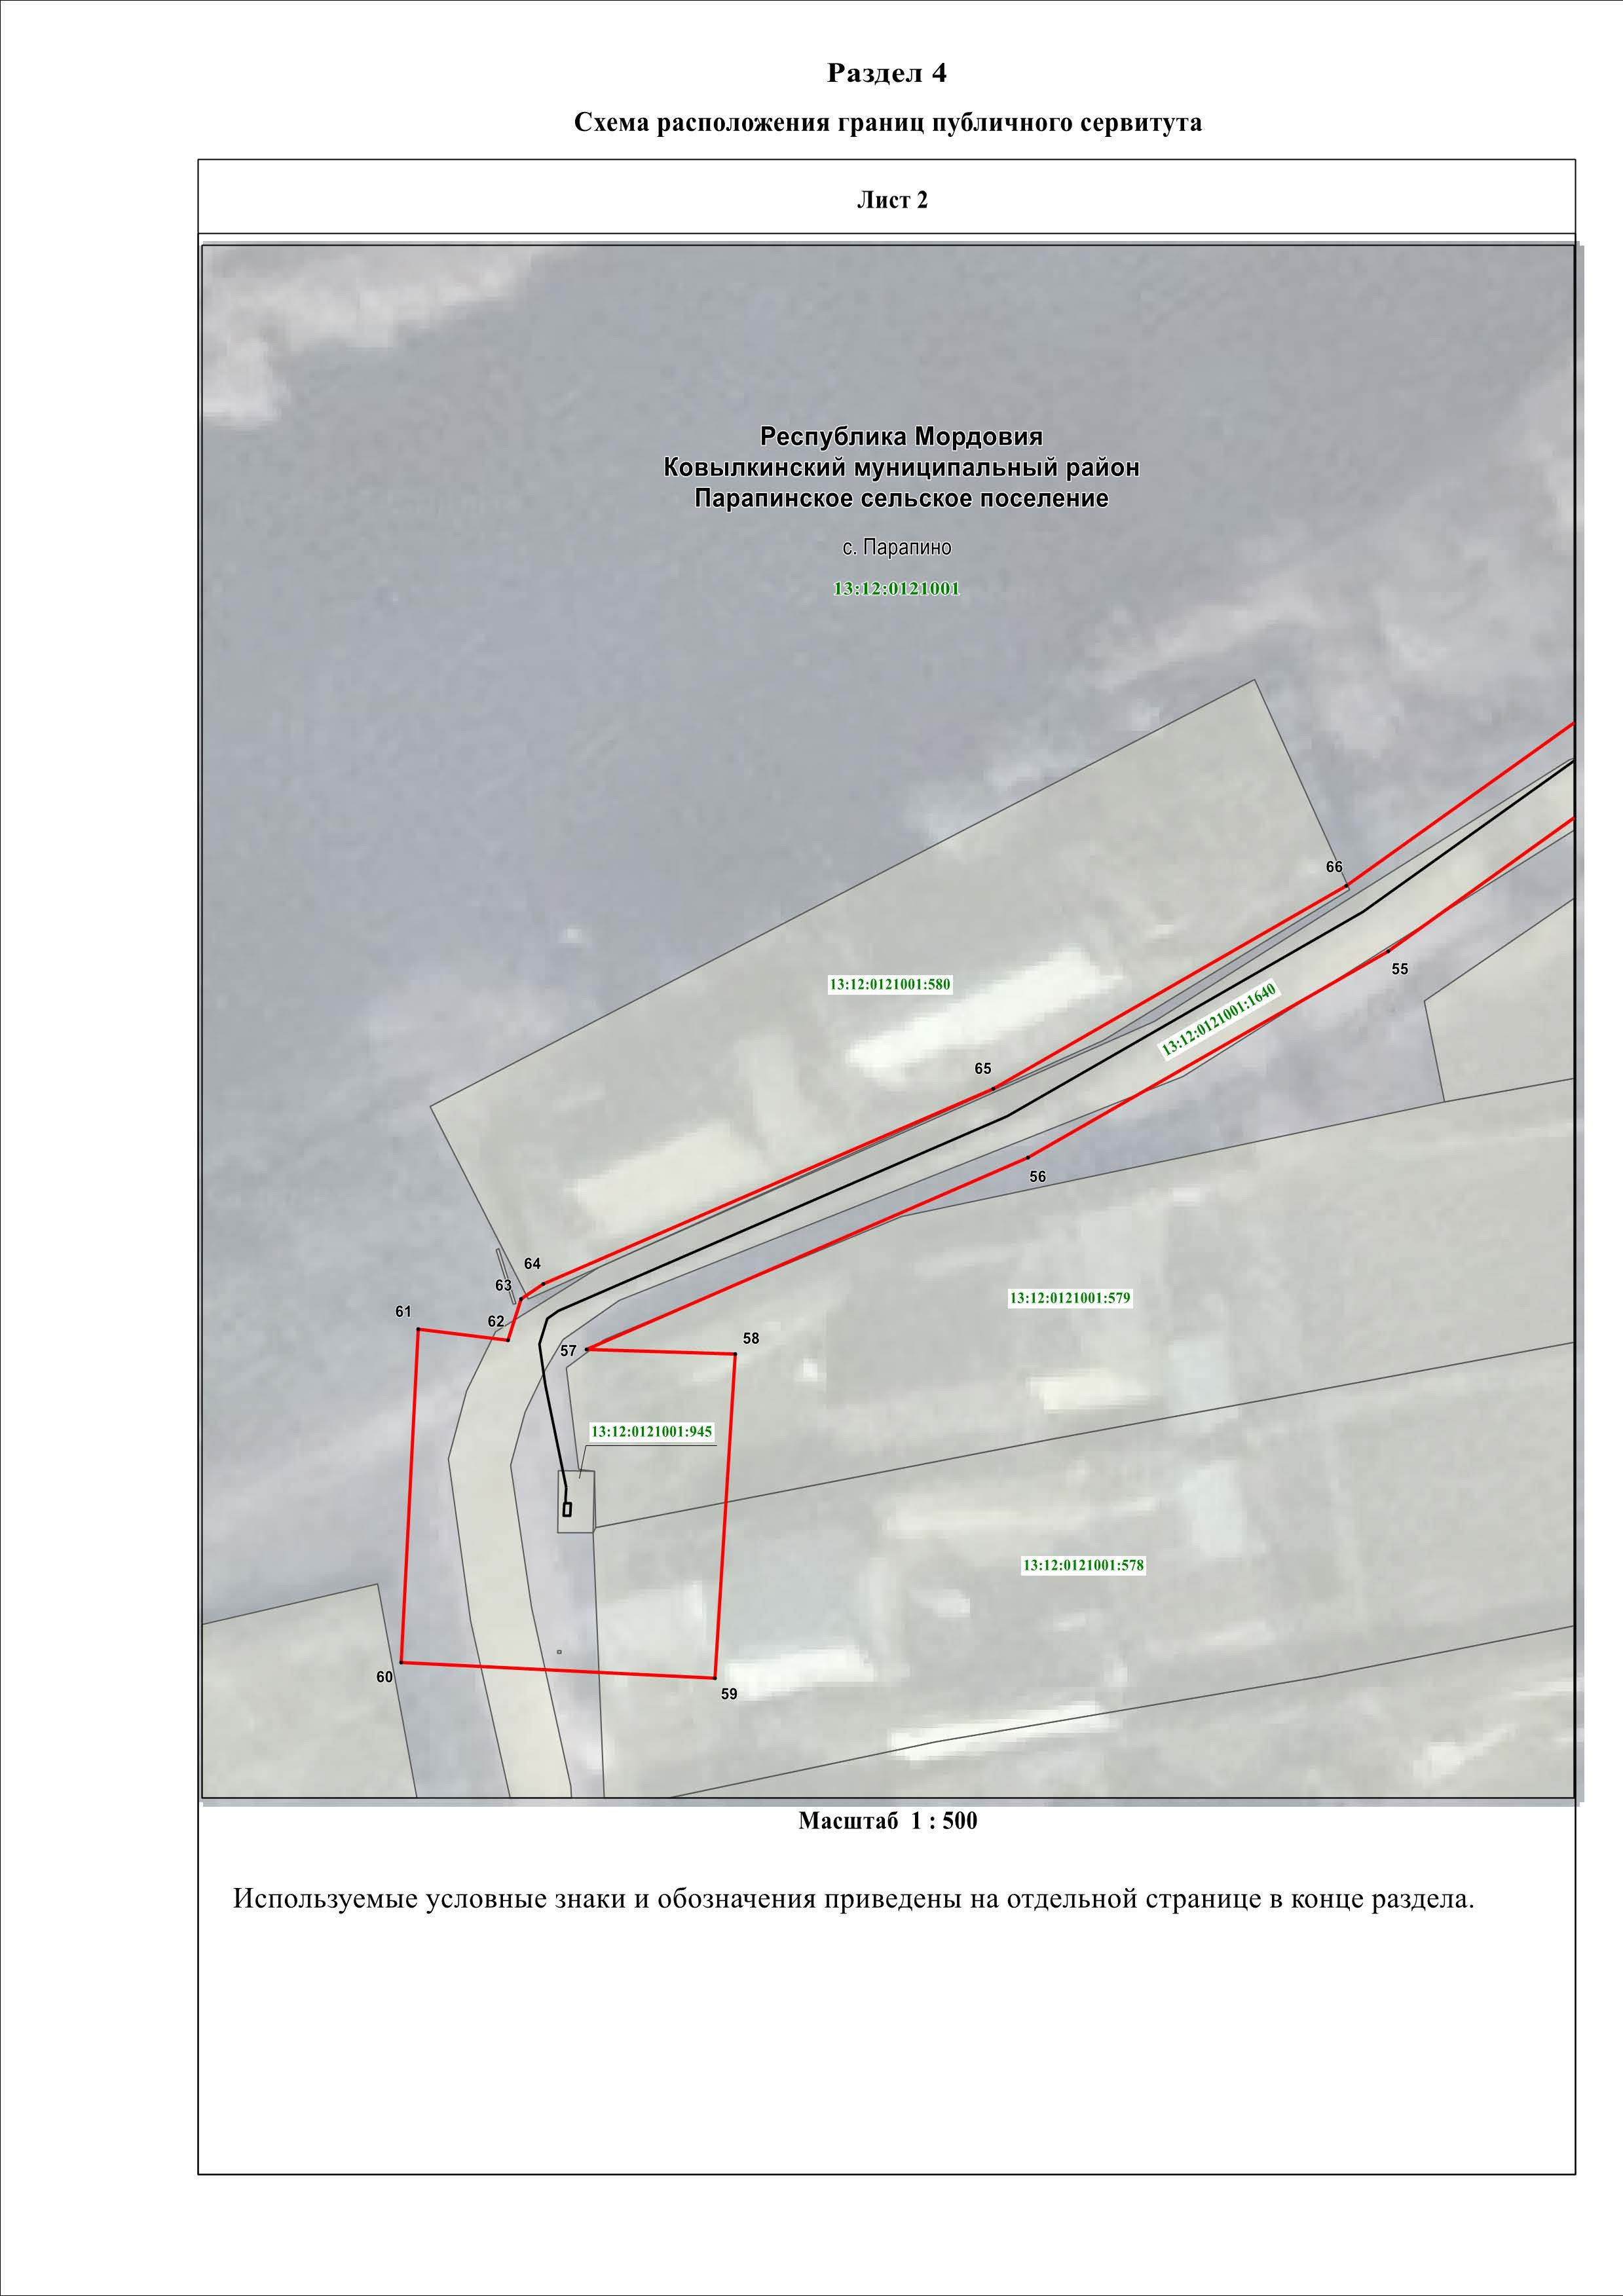 Раздел 4
Схема расположения границ публичного сервитута
Лист 2
Республика Мордовия
Ковылкинский муниципальный район
Парапинское сельское поселение
с. Парапино
13:12:0121001
66
55
13:12:0121001:580
13:12:0121001:1640
65
56
64
63
13:12:0121001:579
61
62
58
57
13:12:0121001:945
13:12:0121001:578
60
59
Масштаб 1 : 500
Используемые условные знаки и обозначения приведены на отдельной странице в конце раздела.